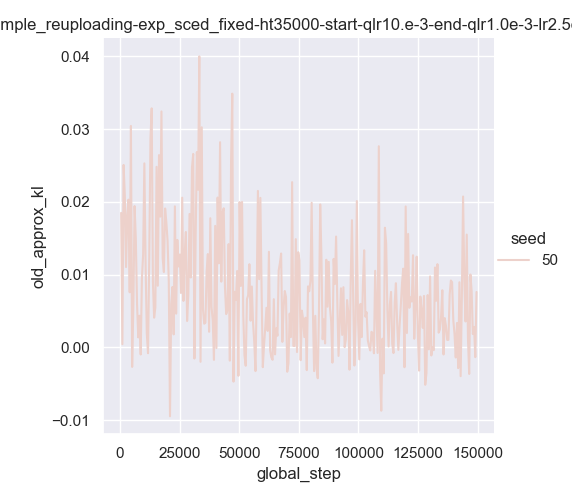 mple_reuploading-exp_sced_fixed-ht35000-start-qlr10.e-3-end-qlr1.0e-3-lr2.5e
0.04
0.03
0.02
0.01
0.00
−0.01
old_approx_kl
0 25000 50000 75000 100000 125000 150000
global_step
seed
50